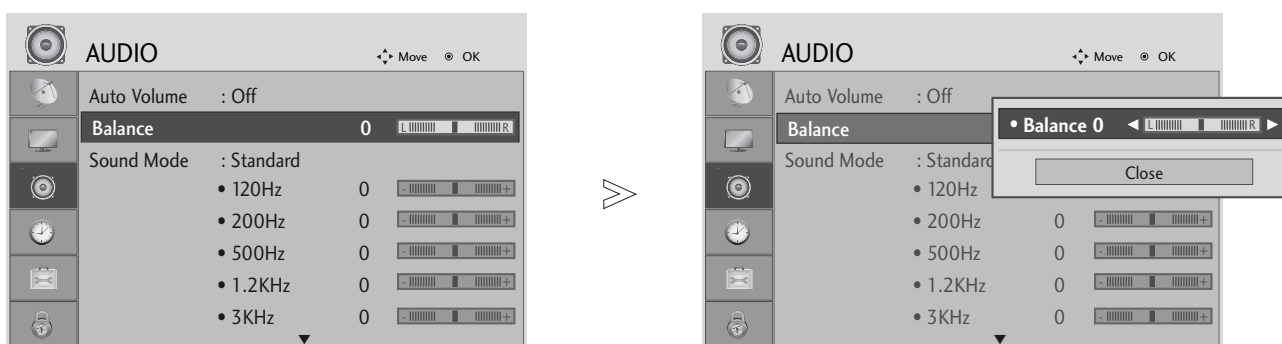 AUDIO Move OK
Auto Volume : Off
Balance 0 L R
Sound Mode : Standard
• 120Hz 0 - +
• 200Hz 0 - +
• 500Hz 0 - +
• 1.2KHz 0 - +
• 3KHz 0 - +
AUDIO Move OK
Auto Volume : Off
Balance
• Balance 0 L R
Close
Sound Mode : Standard
• 120Hz
• 200Hz 0 - +
• 500Hz 0 - +
• 1.2KHz 0 - +
• 3KHz 0 - +